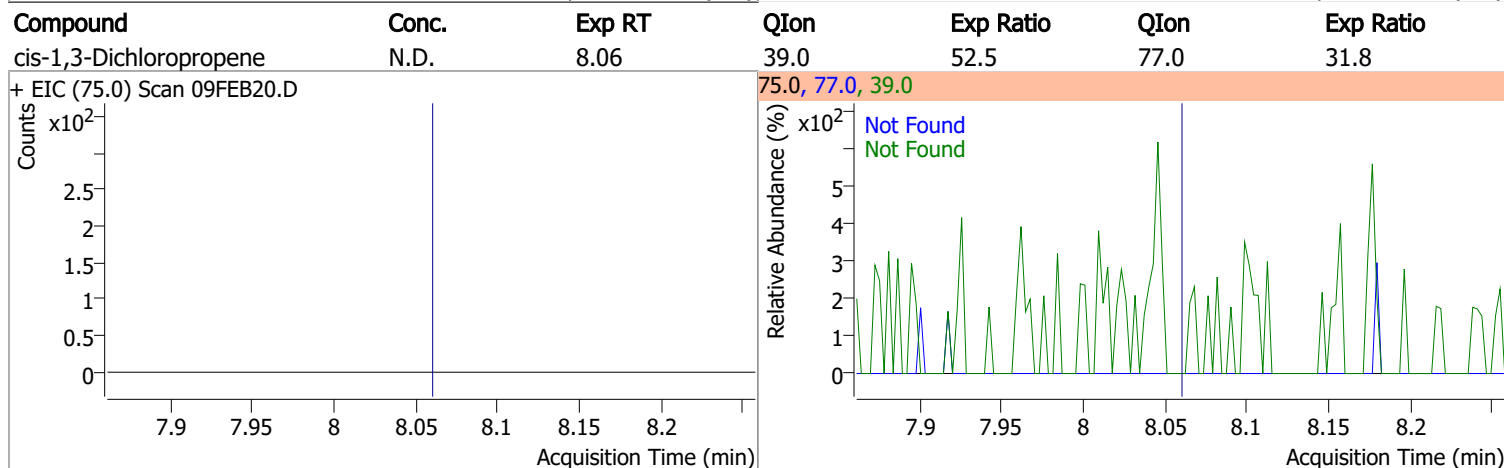 Compound Conc. Exp RT QIon Exp Ratio QIon Exp Ratio
cis-1,3-Dichloropropene N.D. 8.06 39.0 52.5 77.0 31.8
+ EIC (75.0) Scan 09FEB20.D
Counts
x10²
2.5
2
1.5
1
0.5
0
7.9 7.95 8 8.05 8.1 8.15 8.2
Acquisition Time (min)
75.0, 77.0, 39.0
Relative Abundance (%)
x10²
Not Found
Not Found
5
4
3
2
1
0
7.9 7.95 8 8.05 8.1 8.15 8.2
Acquisition Time (min)